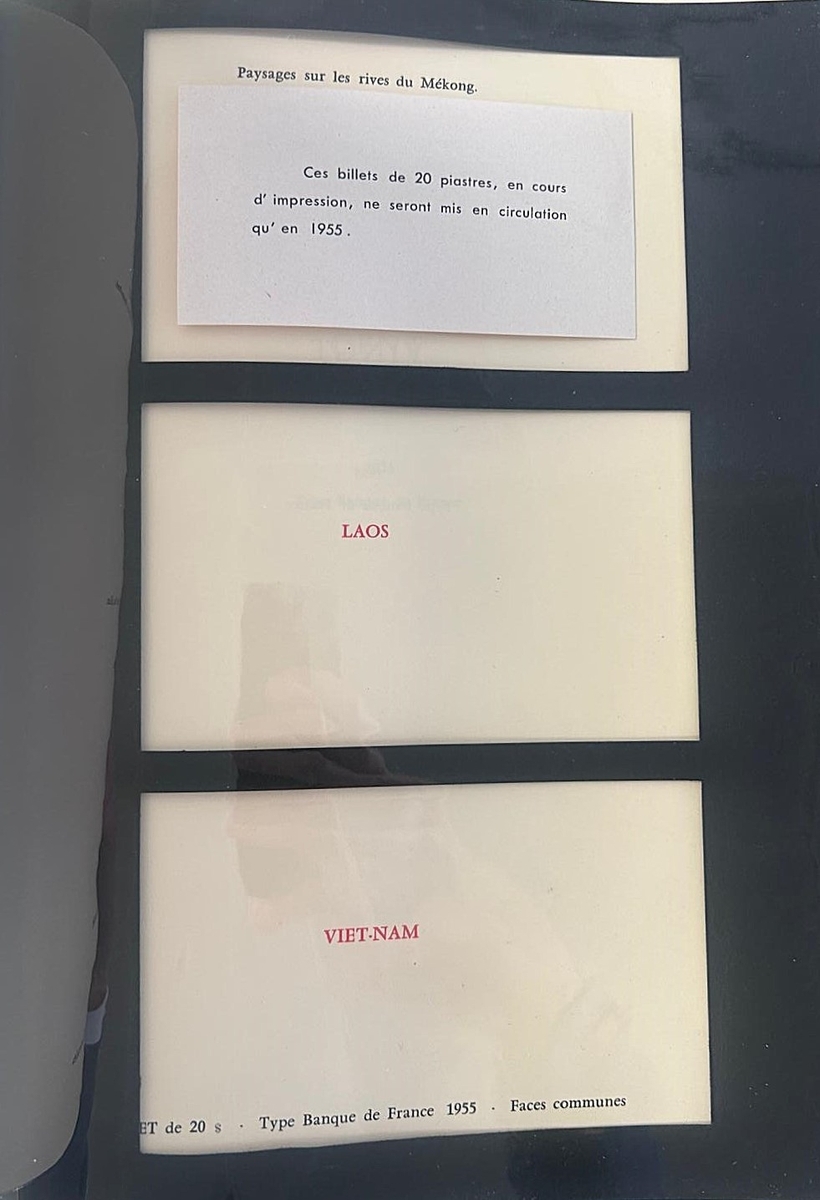 Paysages sur les rives du Mékong.
Ces billets de 20 piastres, en cours
d' impression, ne seront mis en circulation
qu' en 1955.
LAOS
VIET-NAM
ET de 20 $ · Type Banque de France 1955 · Faces communes